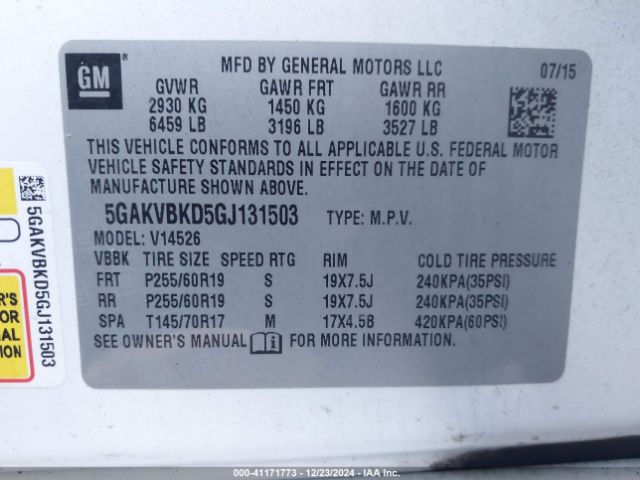 GM
MFD BY GENERAL MOTORS LLC 07/15
GVWR GAWR FRT GAWR RR
2930 KG 1450 KG 1600 KG
6459 LB 3196 LB 3527 LB
THIS VEHICLE CONFORMS TO ALL APPLICABLE U.S. FEDERAL MOTOR
VEHICLE SAFETY STANDARDS IN EFFECT ON THE DATE OF
MANUFACTURE SHOWN ABOVE.
5GAKVBKD5GJ131503 TYPE: M.P.V.
MODEL: V14526
VBBK TIRE SIZE SPEED RTG RIM COLD TIRE PRESSURE
FRT P255/60R19 S 19X7.5J 240KPA(35PSI)
RR P255/60R19 S 19X7.5J 240KPA(35PSI)
SPA T145/70R17 M 17X4.5B 420KPA(60PSI)
SEE OWNER'S MANUAL i FOR MORE INFORMATION.
5GAKVBKD5GJ131503
000-41171773 - 12/23/2024 - IAA Inc.